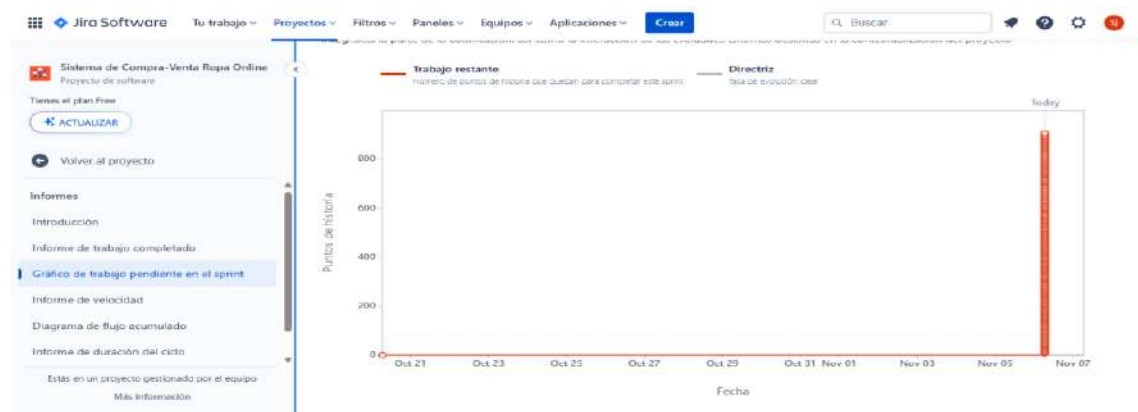 Jira Software Tu trabajo Proyectos Filtros Paneles Equipos Aplicaciones Crear Buscar
Sistema de Compra-Venta Ropa Online
Proyecto de software
Tienes el plan Free
ACTUALIZAR
Volver al proyecto
Informes
Introducción
Informe de trabajo completado
Gráfico de trabajo pendiente en el sprint
Informe de velocidad
Diagrama de flujo acumulado
Informe de duración del ciclo
Estás en un proyecto gestionado por el equipo
Más información
Trabajo restante
Número de puntos de historia que quedan para completar este sprint
Directriz
Tasa de evolución ideal
Today
Puntos de historia
800
600
400
200
0
Oct 21 Oct 23 Oct 25 Oct 27 Oct 29 Oct 31 Nov 01 Nov 03 Nov 05 Nov 07
Fecha